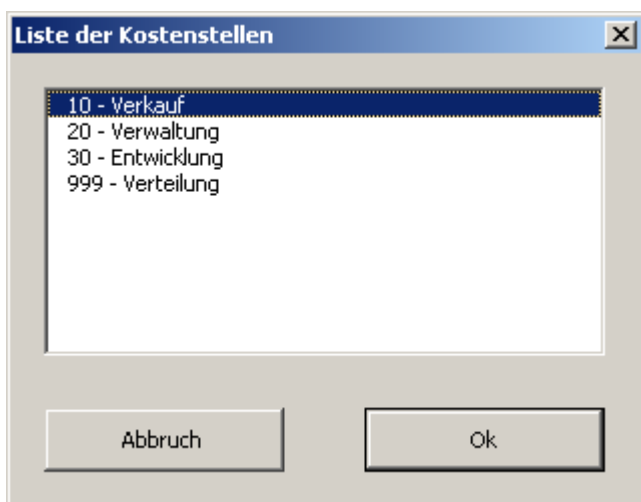 Liste der Kostenstellen
10 - Verkauf
20 - Verwaltung
30 - Entwicklung
999 - Verteilung
Abbruch
Ok